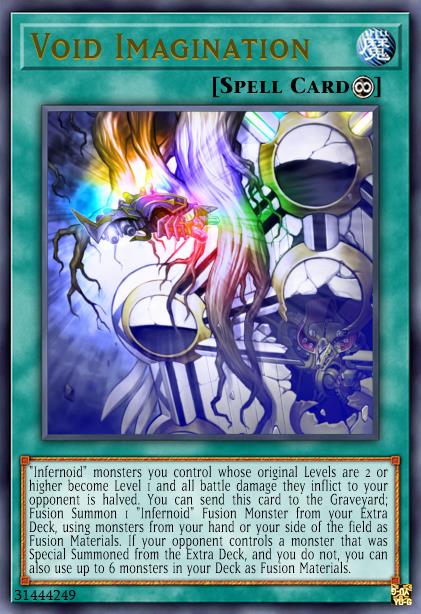 VOID IMAGINATION
魔
[SPELL CARD]
"Infernoid" monsters you control whose original Levels are 2 or
higher become Level 1 and all battle damage they inflict to your
opponent is halved. You can send this card to the Graveyard;
Fusion Summon 1 "Infernoid" Fusion Monster from your Extra
Deck, using monsters from your hand or your side of the field as
Fusion Materials. If your opponent controls a monster that was
Special Summoned from the Extra Deck, and you do not, you can
also use up to 6 monsters in your Deck as Fusion Materials.
31444249